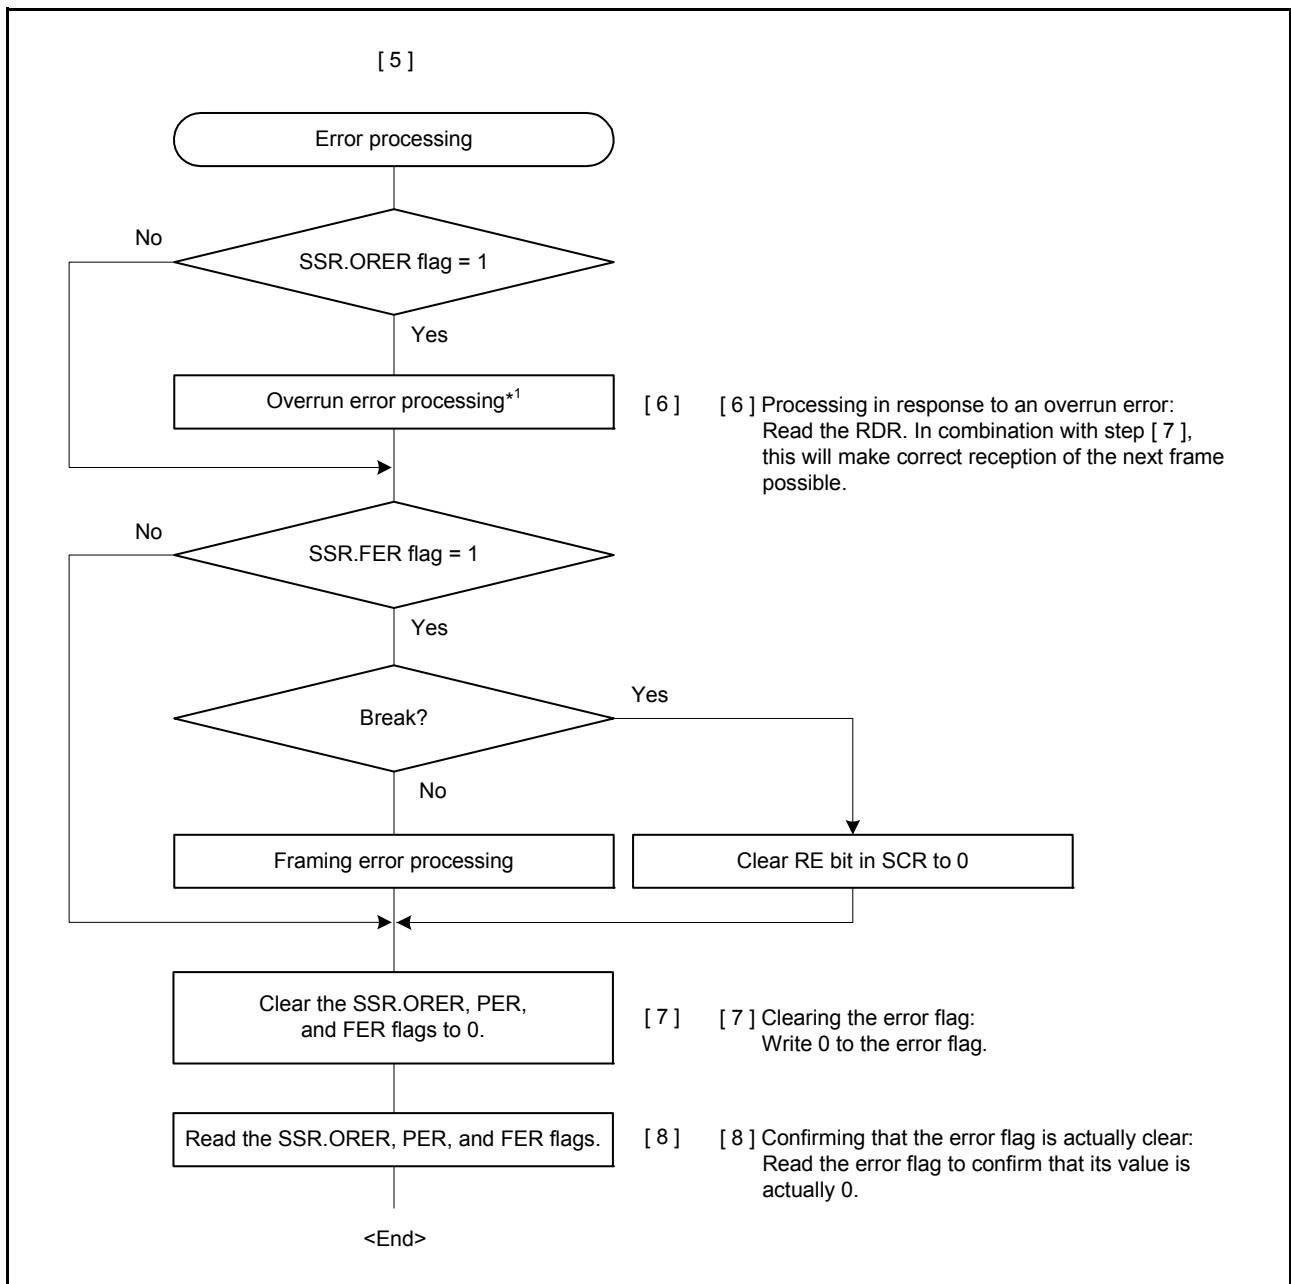 [ 5 ]
Error processing
No
SSR.ORER flag = 1
Yes
Overrun error processing*1
[ 6 ]
[ 6 ] Processing in response to an overrun error:
Read the RDR. In combination with step [ 7 ],
this will make correct reception of the next frame
possible.
No
SSR.FER flag = 1
Yes
Break?
Yes
No
Framing error processing
Clear RE bit in SCR to 0
Clear the SSR.ORER, PER,
and FER flags to 0.
[ 7 ]
[ 7 ] Clearing the error flag:
Write 0 to the error flag.
Read the SSR.ORER, PER, and FER flags.
[ 8 ]
[ 8 ] Confirming that the error flag is actually clear:
Read the error flag to confirm that its value is
actually 0.
<End>